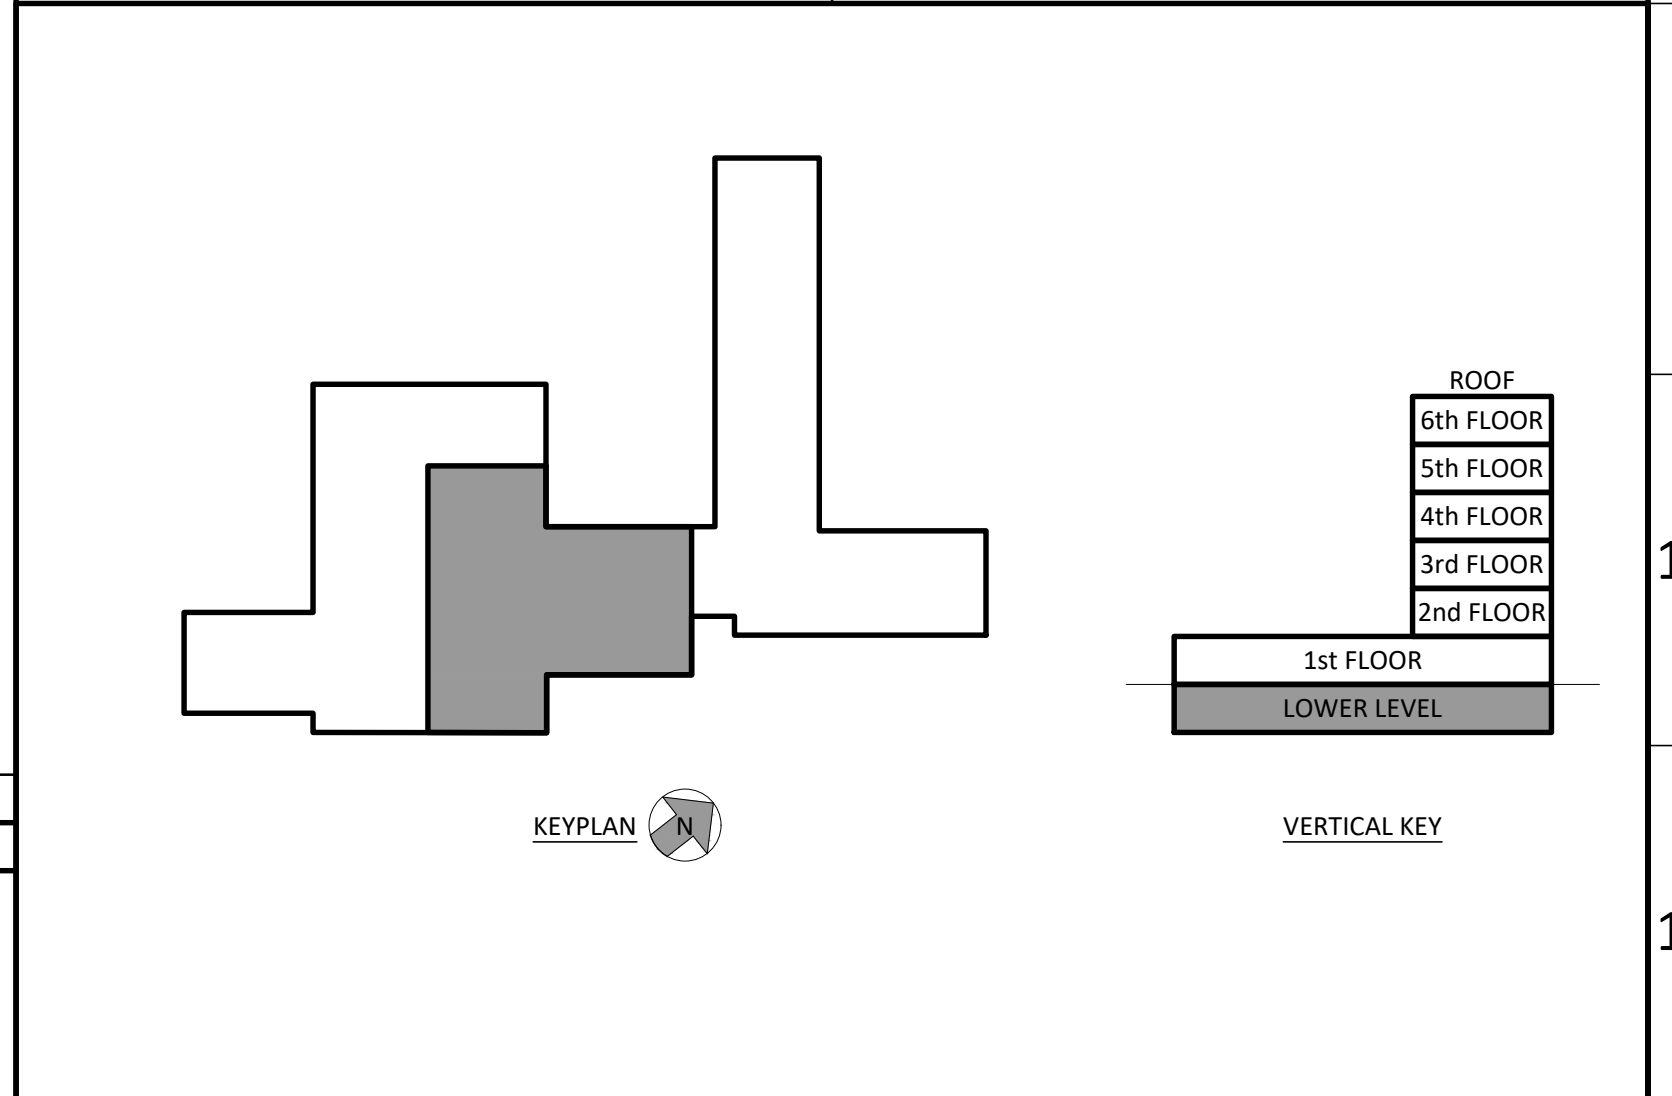 ROOF
6th FLOOR
5th FLOOR
4th FLOOR
3rd FLOOR
2nd FLOOR
1st FLOOR
LOWER LEVEL
KEYPLAN
N
VERTICAL KEY